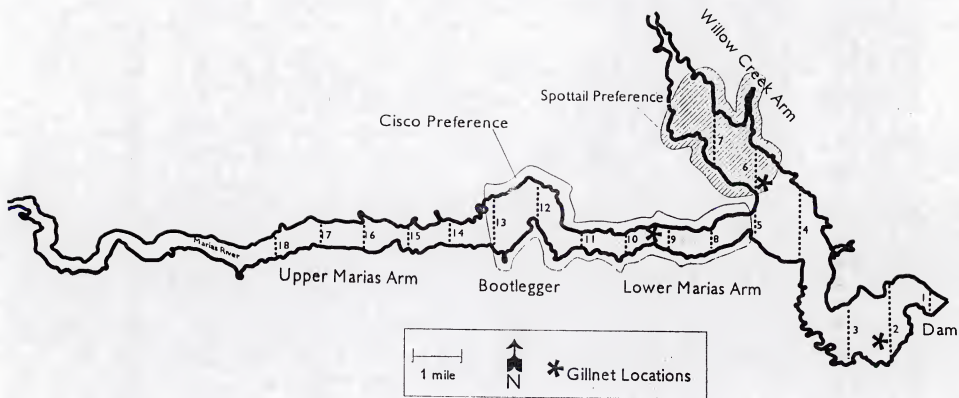 Willow Creek Arm
Spottail Preference
Cisco Preference
7
6
13
12
18
17
16
15
14
11
10
9
8
5
4
Marias River
Upper Marias Arm
Bootlegger
Lower Marias Arm
3
2
1
Dam
1 mile
N
Gillnet Locations